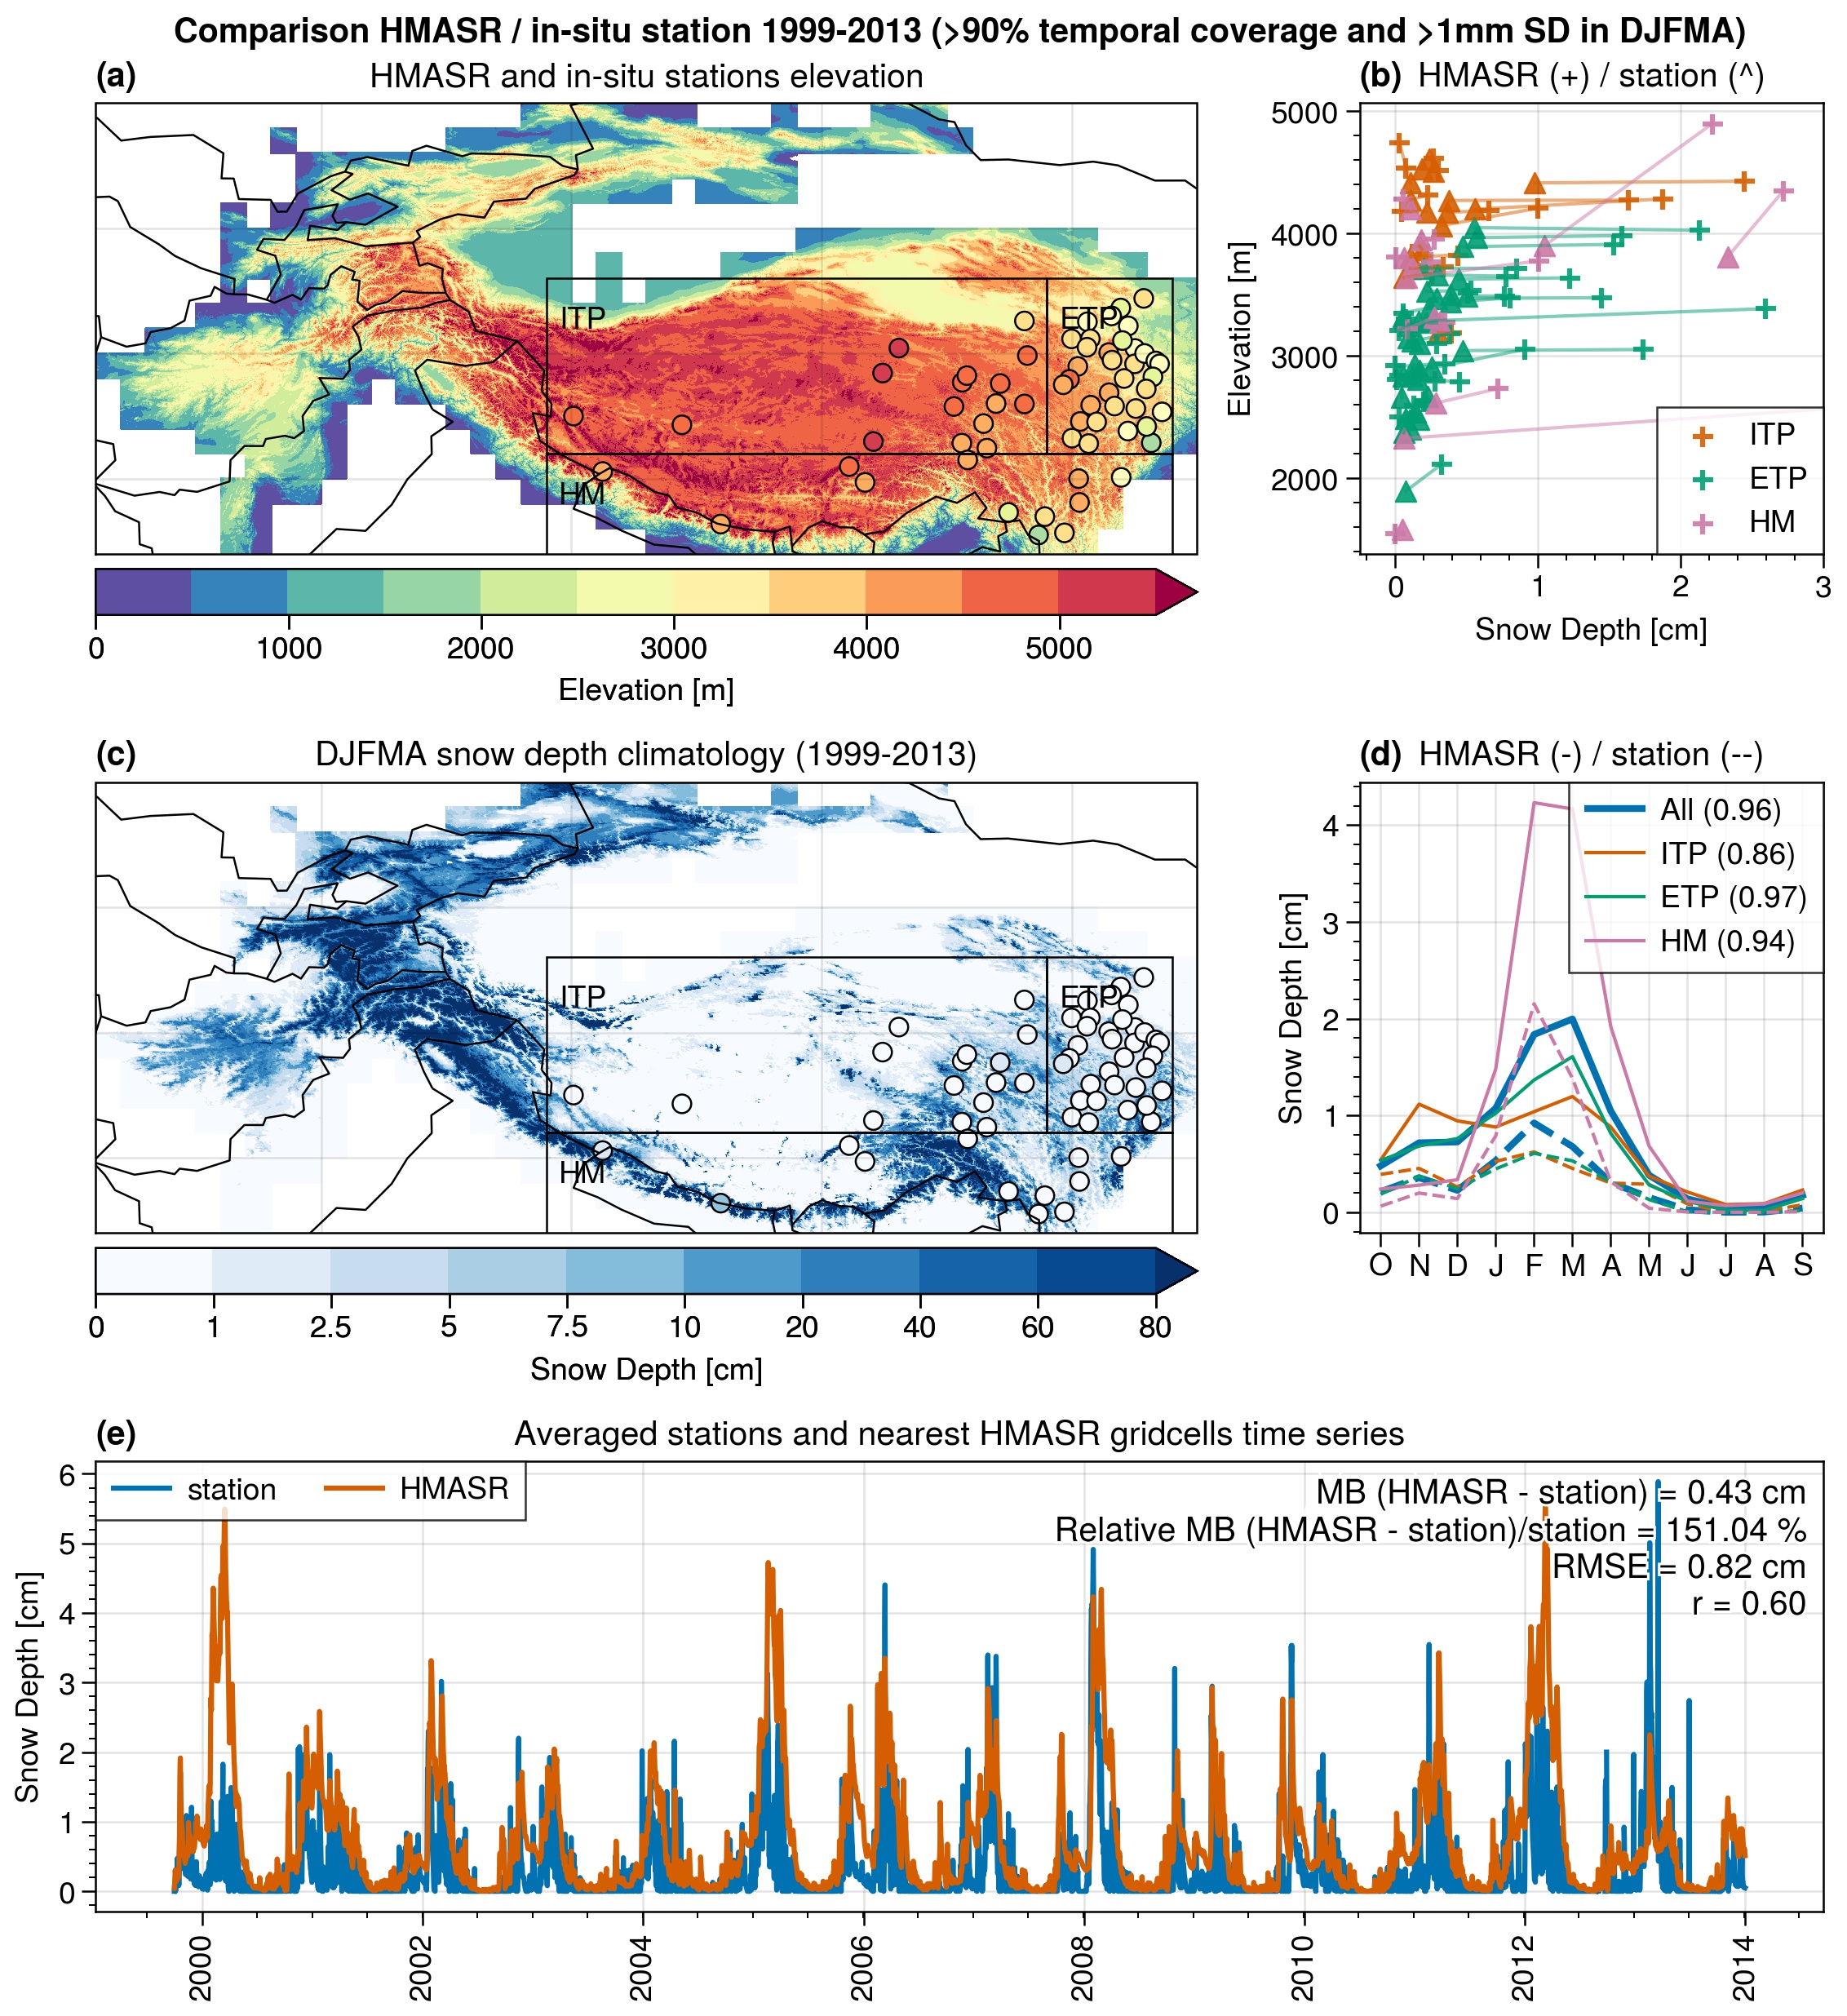 Comparison HMASR / in-situ station 1999-2013 (>90% temporal coverage and >1mm SD in DJFMA)
(a) HMASR and in-situ stations elevation
ITP
ETP
HM
0 1000 2000 3000 4000 5000
Elevation [m]
(b) HMASR (+) / station (^)
5000
4000
3000
2000
Elevation [m]
ITP
ETP
HM
0 1 2 3
Snow Depth [cm]
(c) DJFMA snow depth climatology (1999-2013)
ITP
ETP
HM
0 1 2.5 5 7.5 10 20 40 60 80
Snow Depth [cm]
(d) HMASR (-) / station (--)
All (0.96)
ITP (0.86)
ETP (0.97)
HM (0.94)
4
3
2
1
0
Snow Depth [cm]
O N D J F M A M J J A S
(e) Averaged stations and nearest HMASR gridcells time series
station HMASR
MB (HMASR - station) = 0.43 cm
Relative MB (HMASR - station)/station = 151.04 %
RMSE = 0.82 cm
r = 0.60
6
5
4
3
2
1
0
Snow Depth [cm]
2000 2002 2004 2006 2008 2010 2012 2014